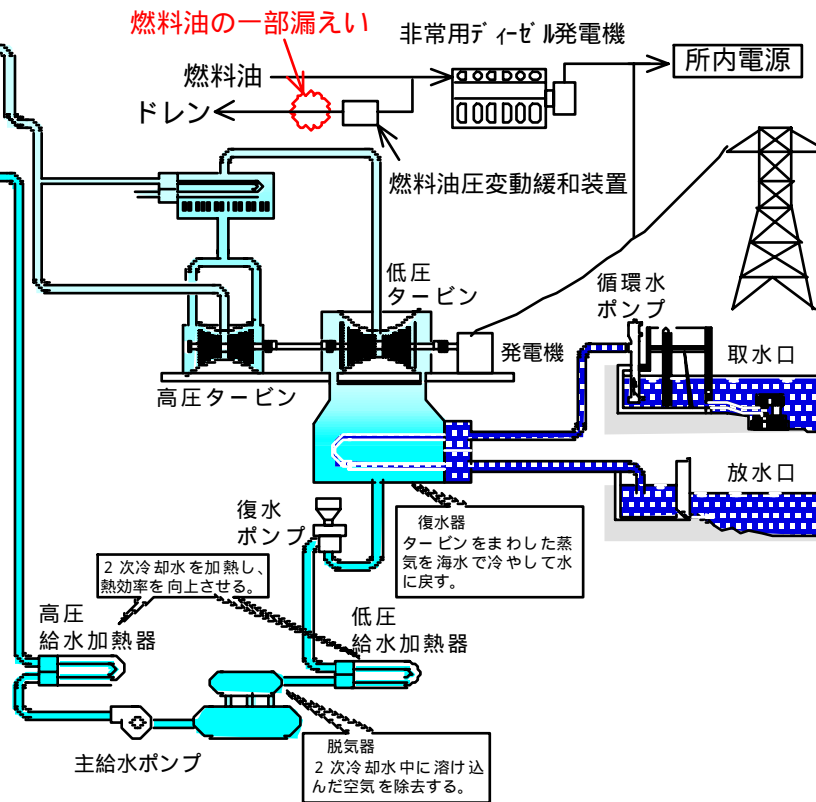 燃料油の一部漏えい
非常用ディーゼル発電機
所内電源
燃料油
ドレン
燃料油圧変動緩和装置
低圧
タービン
循環水
ポンプ
発電機
取水口
高圧タービン
放水口
復水
ポンプ
復水器
タービンをまわした蒸
気を海水で冷やして水
に戻す。
2次冷却水を加熱し、
熱効率を向上させる。
高圧
給水加熱器
低圧
給水加熱器
主給水ポンプ
脱気器
2次冷却水中に溶け込
んだ空気を除去する。